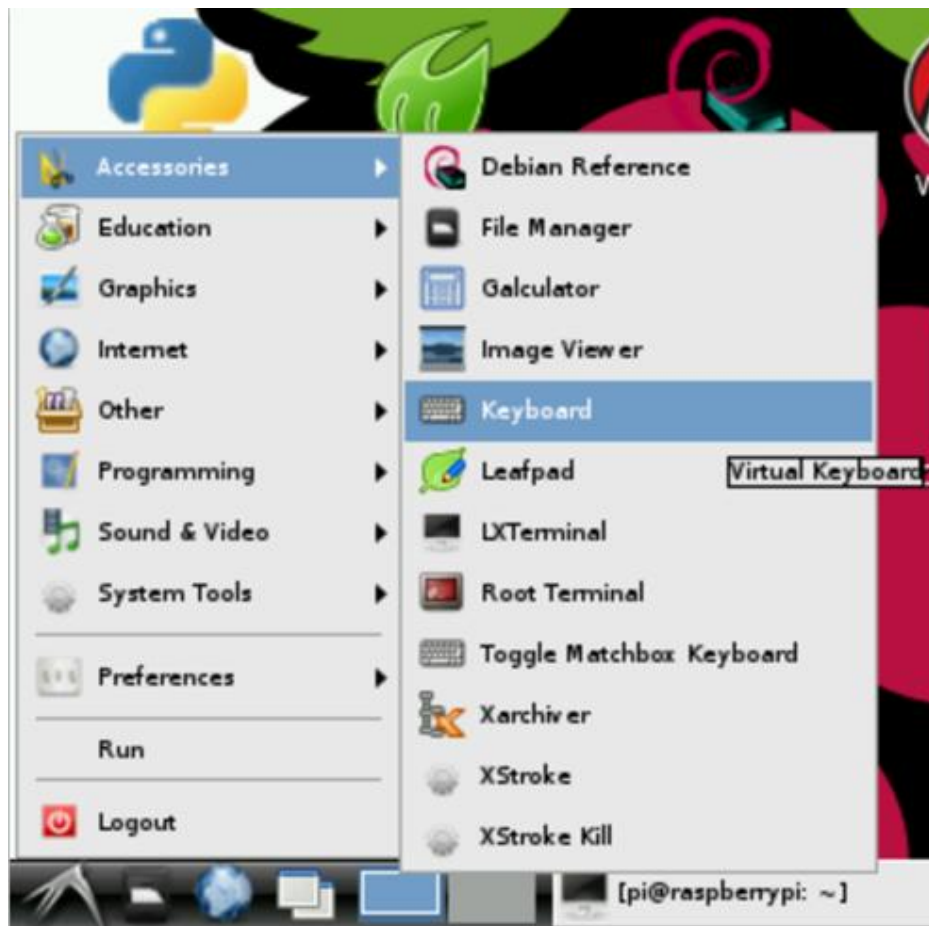 Accessories
Education
Graphics
Internet
Other
Programming
Sound & Video
System Tools
Preferences
Run
Logout
Debian Reference
File Manager
Galculator
Image Viewer
Keyboard
Leafpad
Virtual Keyboard
LXTerminal
Root Terminal
Toggle Matchbox Keyboard
Xarchiver
XStroke
XStroke Kill
[pi@raspberrypi: ~]